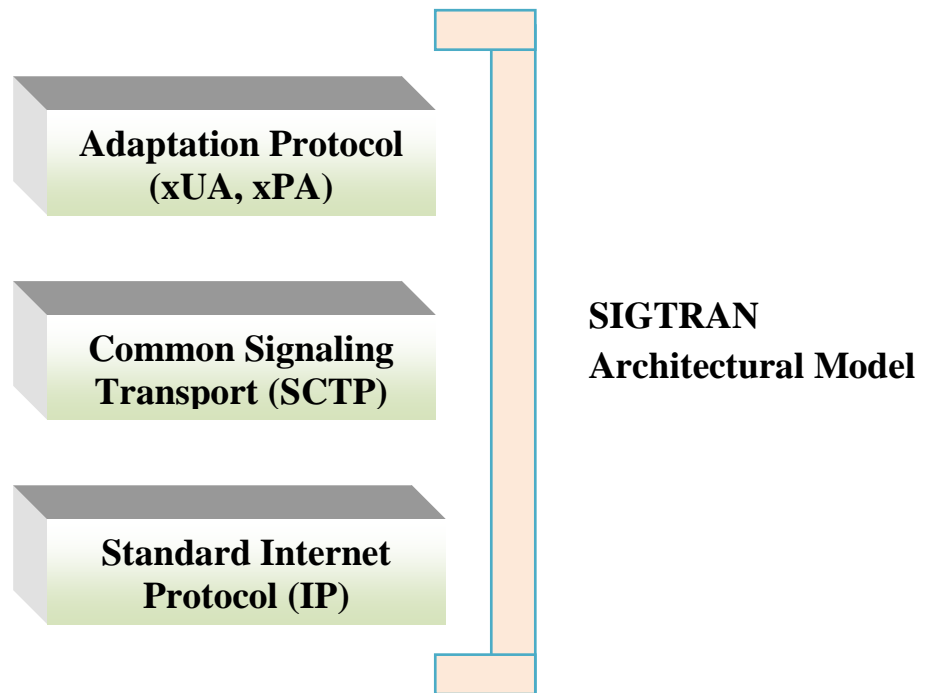 Adaptation Protocol
(xUA, xPA)
Common Signaling
Transport (SCTP)
Standard Internet
Protocol (IP)
SIGTRAN
Architectural Model